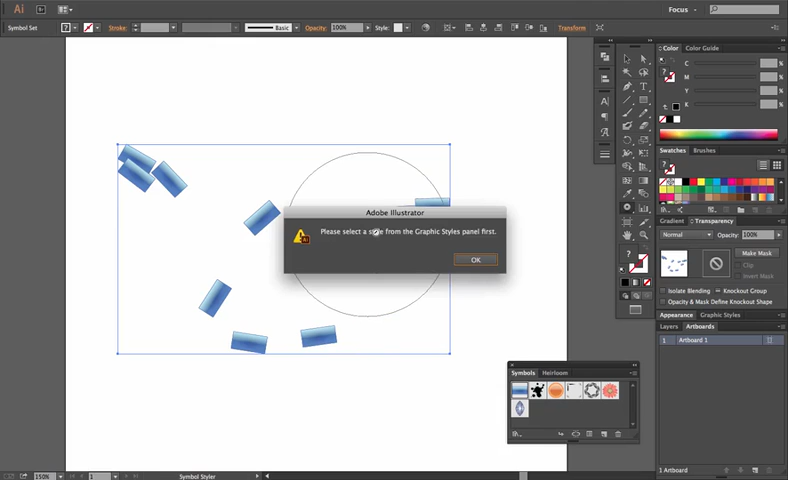 Ai Br Focus
Symbol Set Stroke: Basic Opacity: 100% Style: Transform
Color Color Guide
C %
M %
Y %
K %
Swatches Brushes
Gradient Transparency
Normal Opacity: 100%
Make Mask
Clip
Invert Mask
Isolate Blending Knockout Group
Opacity & Mask Define Knockout Shape
Appearance Graphic Styles
Layers Artboards
1 Artboard 1
1 Artboard
Adobe Illustrator
Please select a style from the Graphic Styles panel first.
OK
Symbols Heirloom
150% 1 Symbol Styler